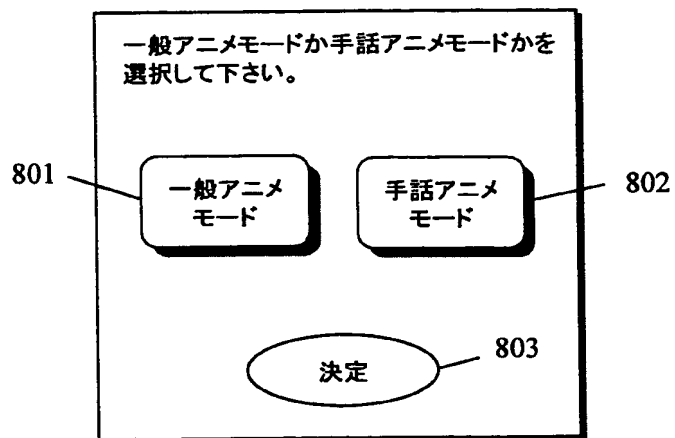 一般アニメモードか手話アニメモードかを
選択して下さい。
801
一般アニメ
モード
手話アニメ
モード
802
803
決定